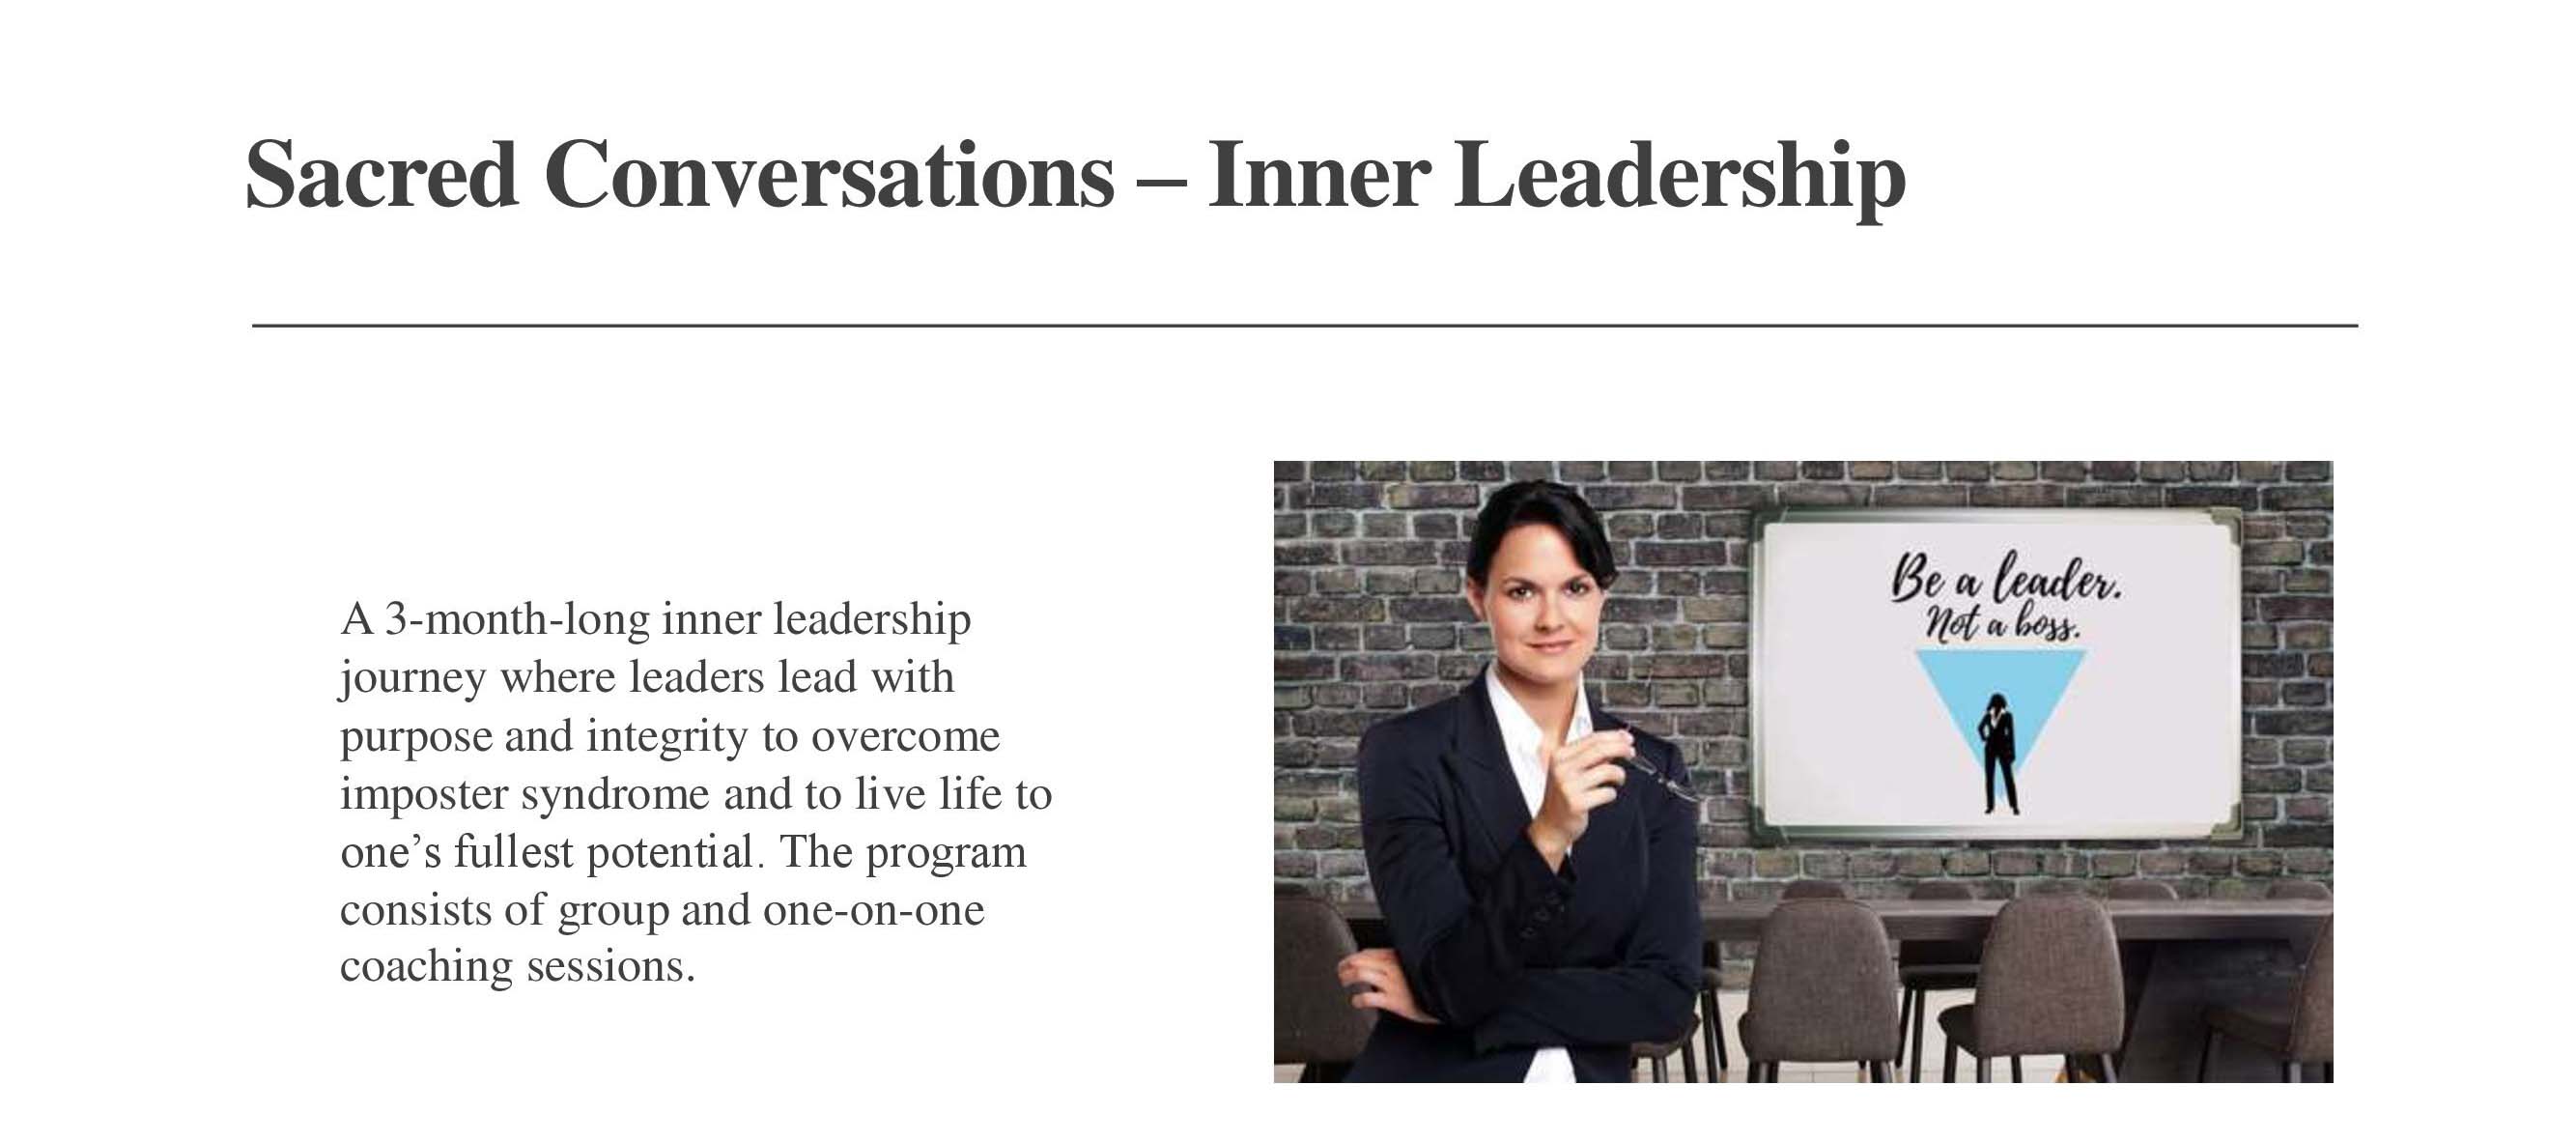 Sacred Conversations – Inner Leadership
A 3-month-long inner leadership
journey where leaders lead with
purpose and integrity to overcome
imposter syndrome and to live life to
one’s fullest potential. The program
consists of group and one-on-one
coaching sessions.
Be a leader.
Not a boss.